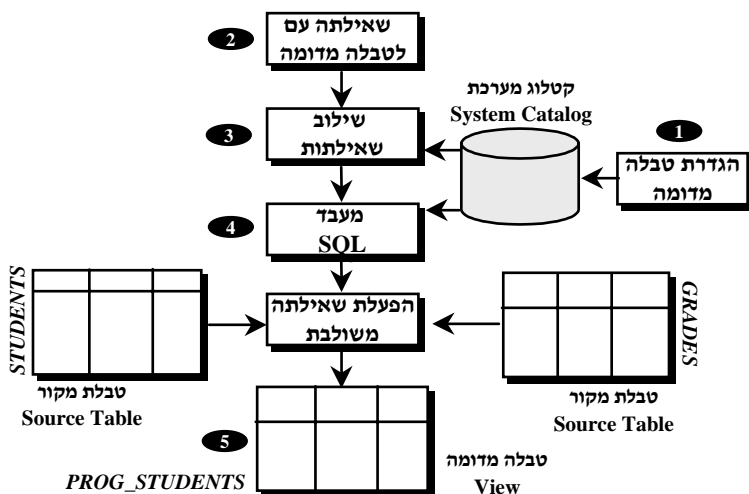 2
שאילתה עם
לטבלה מדומה
קטלוג מערכת
System Catalog
1
הגדרת טבלה
מדומה
3
שילוב
שאילתות
4
מעבד
SQL
STUDENTS
טבלת מקור
Source Table
הפעלת שאילתה
משולבת
GRADES
טבלת מקור
Source Table
5
PROG_STUDENTS
טבלה מדומה
View